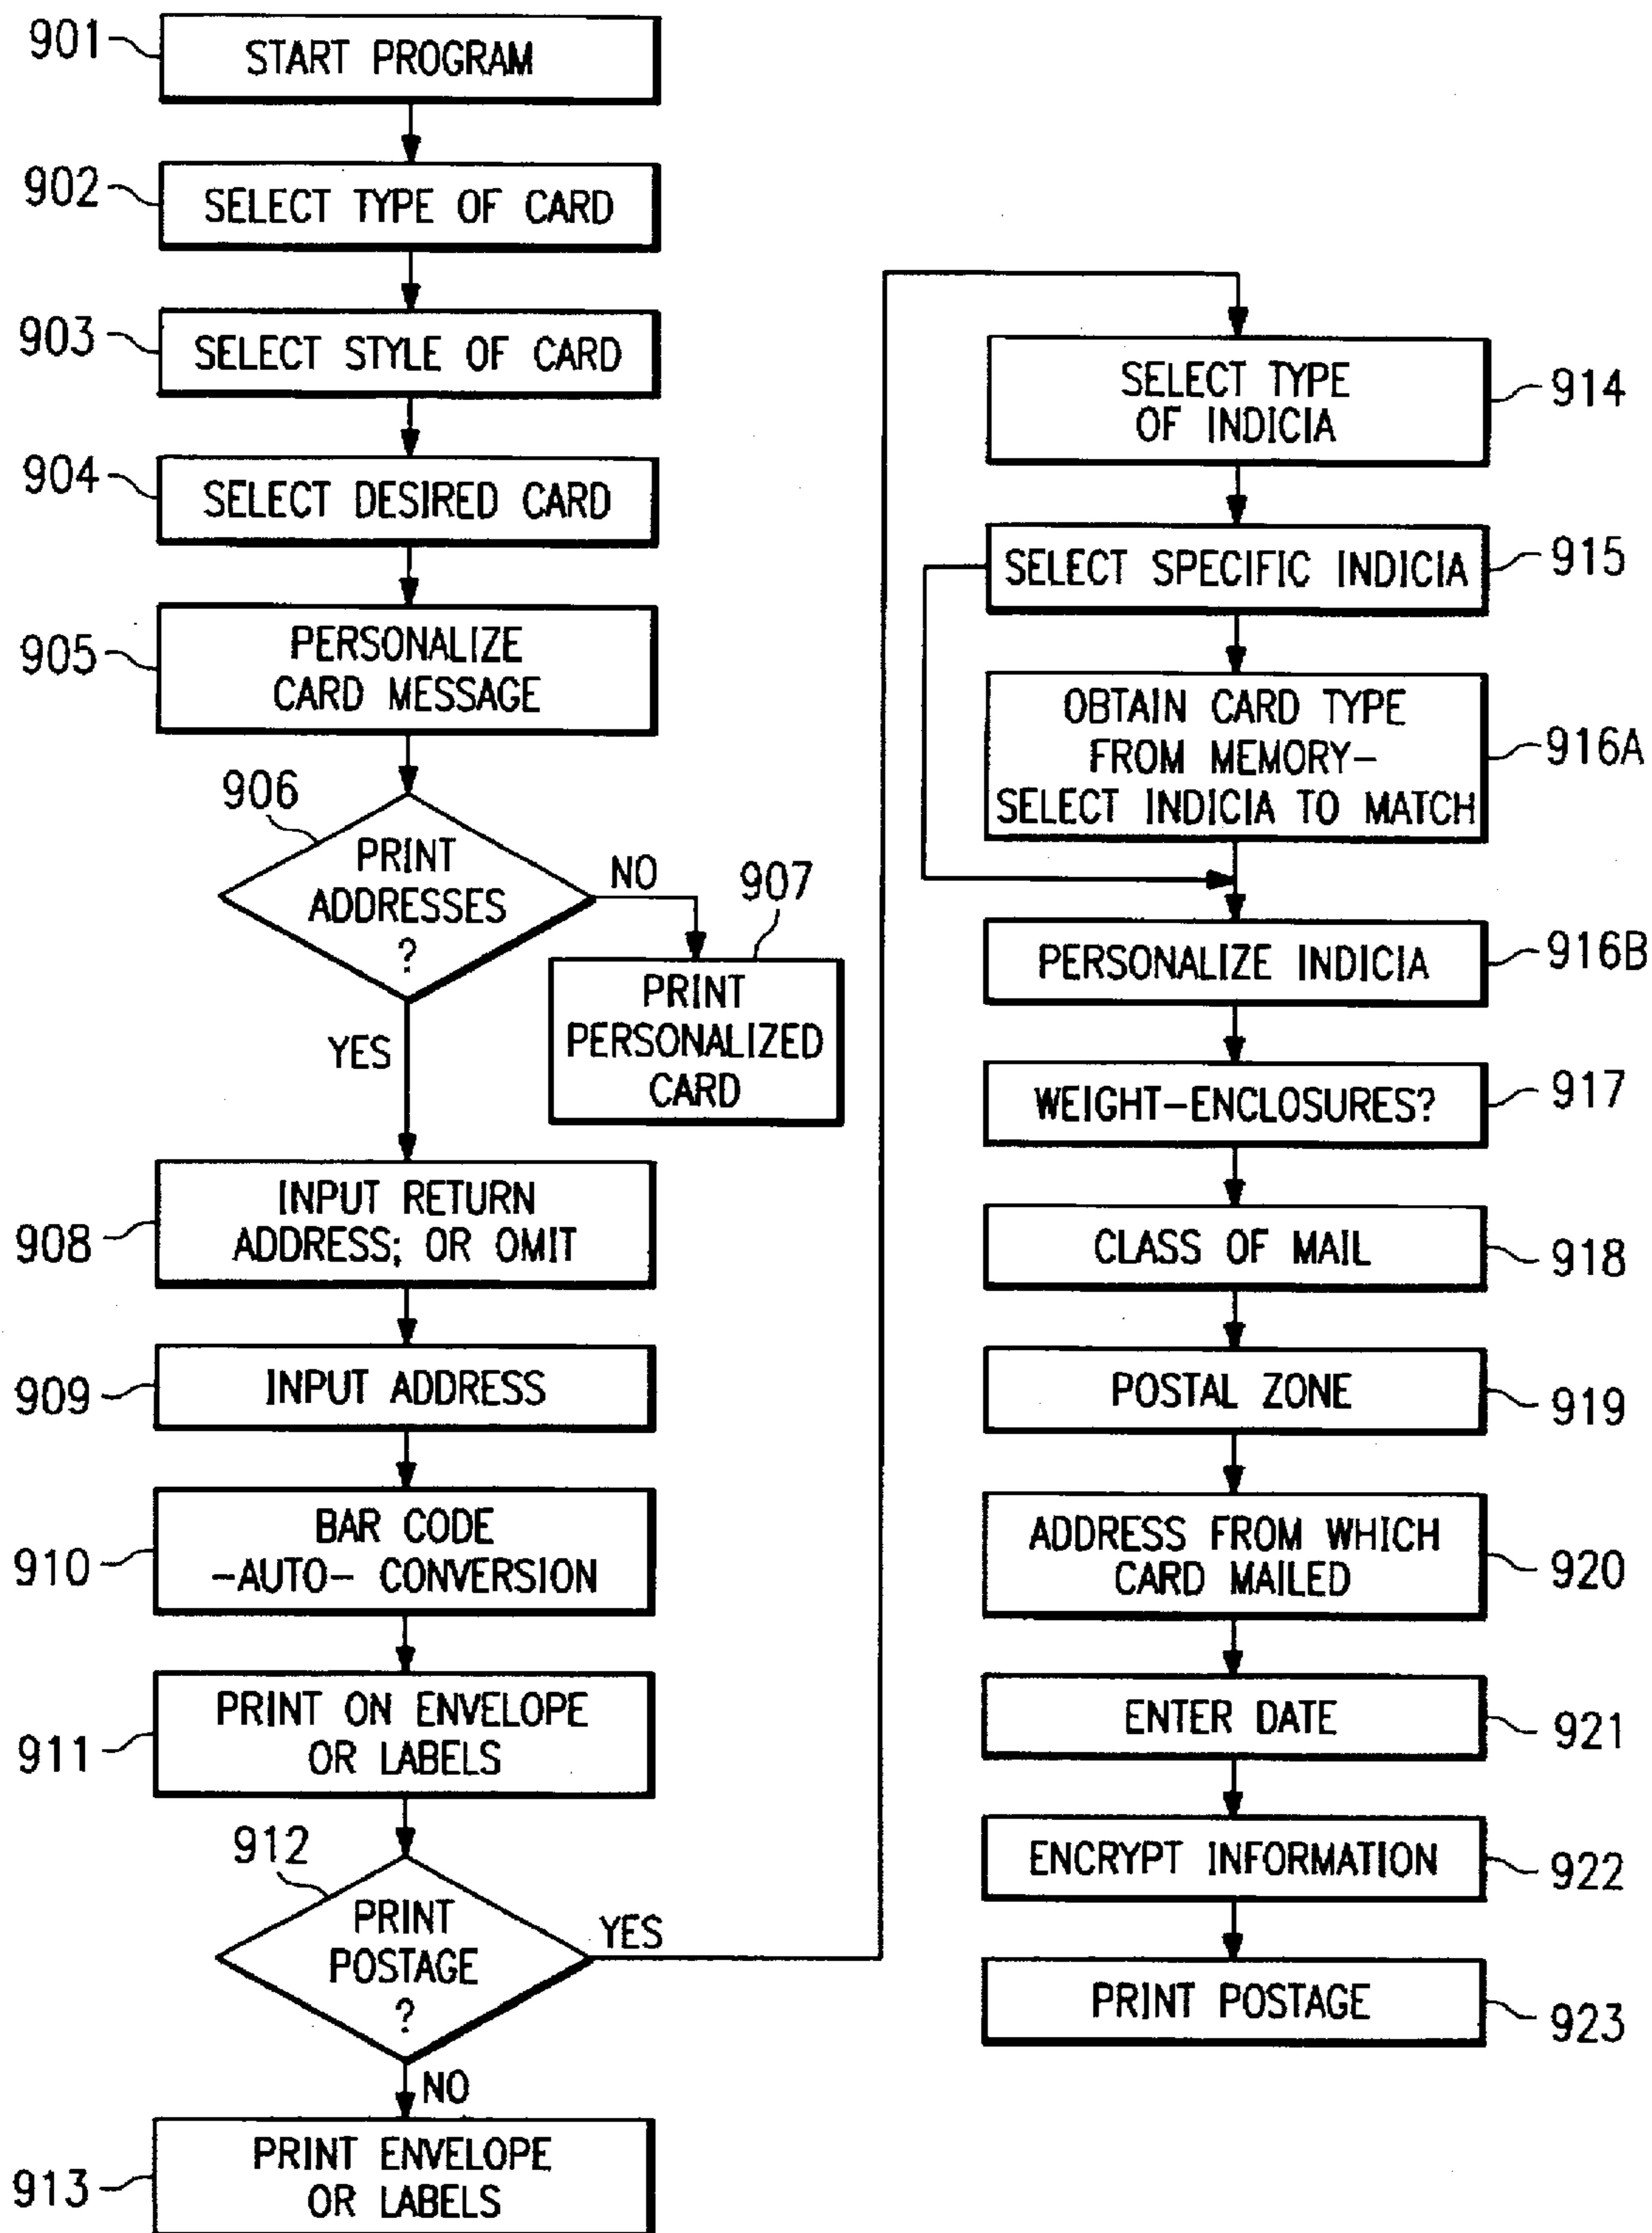 901
START PROGRAM
902
SELECT TYPE OF CARD
903
SELECT STYLE OF CARD
904
SELECT DESIRED CARD
905
PERSONALIZE
CARD MESSAGE
906
PRINT
ADDRESSES
?
NO
907
PRINT
PERSONALIZED
CARD
YES
908
INPUT RETURN
ADDRESS; OR OMIT
909
INPUT ADDRESS
910
BAR CODE
-AUTO- CONVERSION
911
PRINT ON ENVELOPE
OR LABELS
912
PRINT
POSTAGE
?
YES
NO
913
PRINT ENVELOPE
OR LABELS
SELECT TYPE
OF INDICIA
914
SELECT SPECIFIC INDICIA
915
OBTAIN CARD TYPE
FROM MEMORY-
SELECT INDICIA TO MATCH
916A
PERSONALIZE INDICIA
916B
WEIGHT-ENCLOSURES?
917
CLASS OF MAIL
918
POSTAL ZONE
919
ADDRESS FROM WHICH
CARD MAILED
920
ENTER DATE
921
ENCRYPT INFORMATION
922
PRINT POSTAGE
923